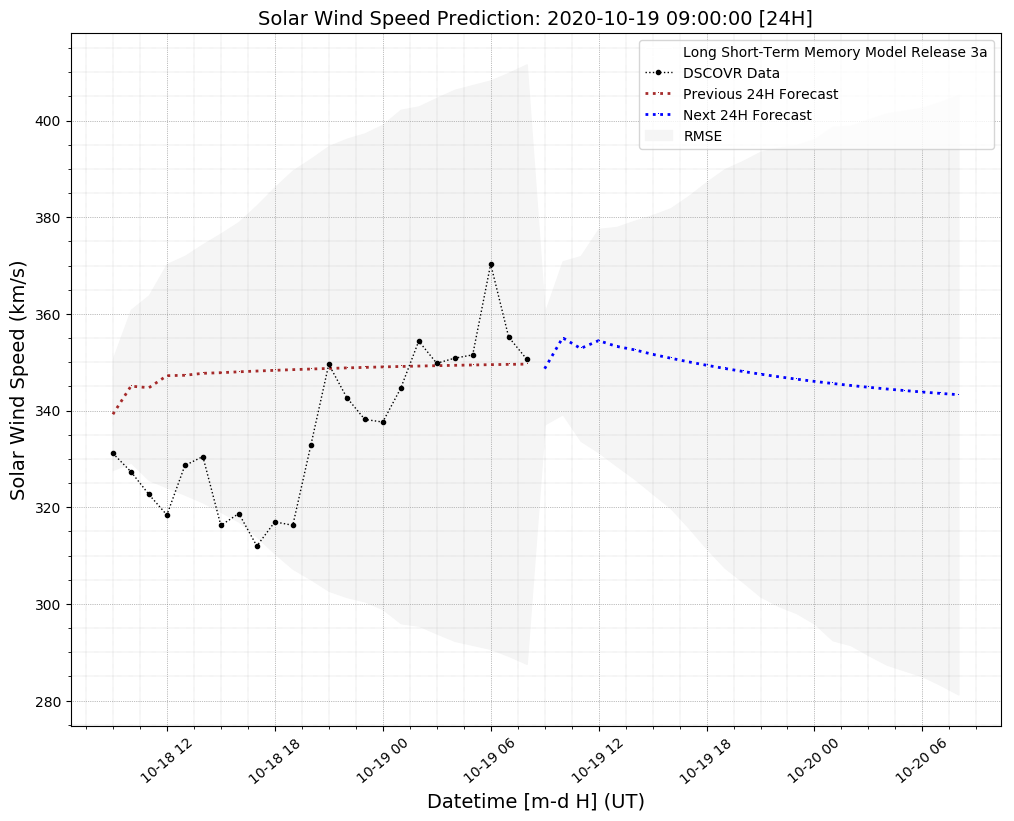 Solar Wind Speed Prediction: 2020-10-19 09:00:00 [24H]
Long Short-Term Memory Model Release 3a
DSCOVR Data
Previous 24H Forecast
Next 24H Forecast
RMSE
Solar Wind Speed (km/s)
400
380
360
340
320
300
280
10-18 12
10-18 18
10-19 00
10-19 06
10-19 12
10-19 18
10-20 00
10-20 06
Datetime [m-d H] (UT)